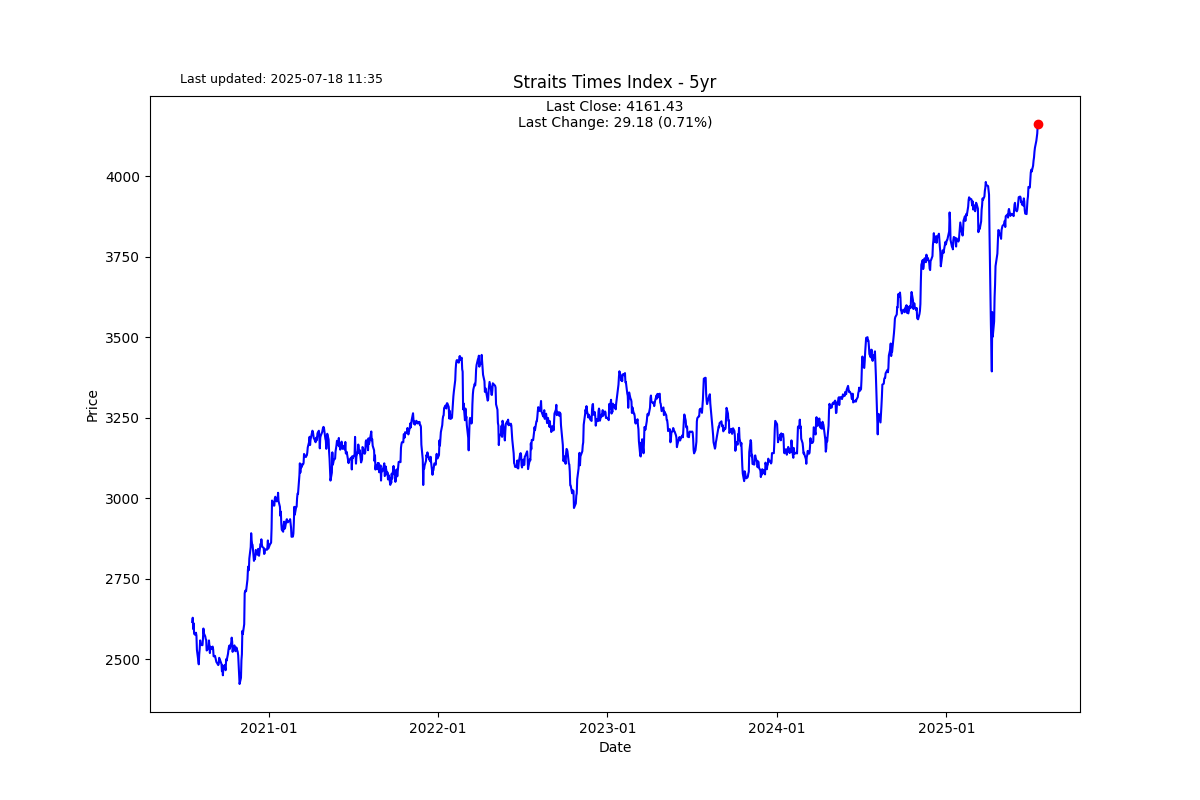 Last updated: 2025-07-18 11:35
Straits Times Index - 5yr
Last Close: 4161.43
Last Change: 29.18 (0.71%)
4000
3750
3500
3250
3000
2750
2500
Price
2021-01
2022-01
2023-01
2024-01
2025-01
Date